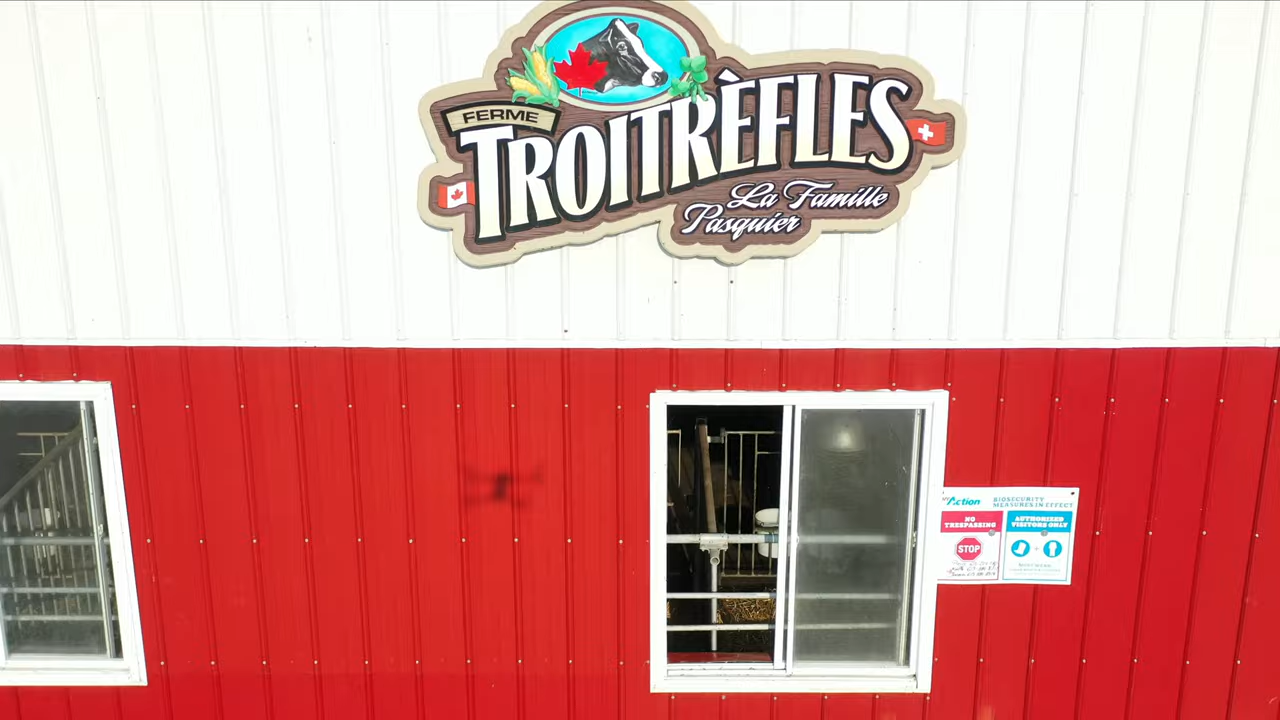 FERME
TROITRÈFLES
La Famille
Pasquier
Action
BIOSECURITY
MEASURES IN EFFECT
NO
TRESPASSING
STOP
AUTHORIZED
VISITORS ONLY